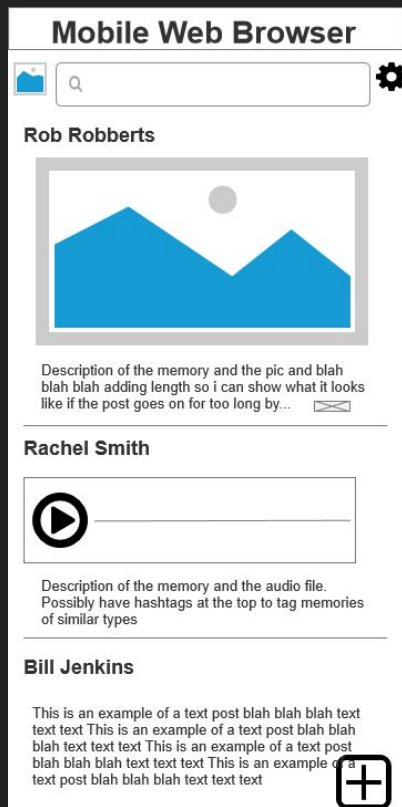 Mobile Web Browser
Rob Robberts
Description of the memory and the pic and blah
blah blah adding length so i can show what it looks
like if the post goes on for too long by...
Rachel Smith
Description of the memory and the audio file.
Possibly have hashtags at the top to tag memories
of similar types
Bill Jenkins
This is an example of a text post blah blah blah text
text text This is an example of a text post blah blah
blah text text text This is an example of a text post
blah blah blah text text text This is an example of a
text post blah blah blah text text text